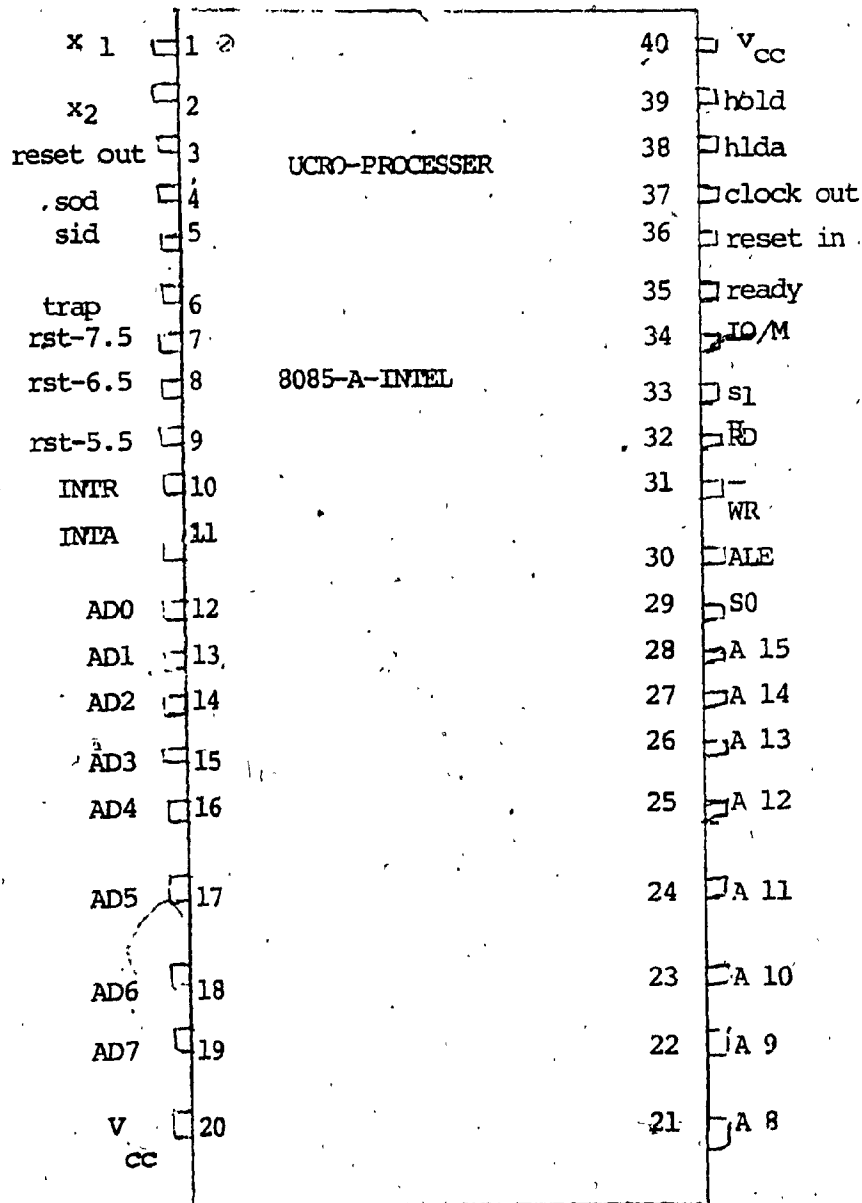 x 1 1 40 Vcc
x2 2 39 hold
reset out 3 38 hlda
UCRO-PROCESSER
sod 4 37 clock out
sid 5 36 reset in
trap 6 35 ready
rst-7.5 7 34 IO/M
rst-6.5 8 8085-A-INTEL 33 s1
rst-5.5 9 32 RD
INTR 10 31 WR
INTA 11 30 ALE
AD0 12 29 S0
AD1 13 28 A 15
AD2 14 27 A 14
AD3 15 26 A 13
AD4 16 25 A 12
AD5 17 24 A 11
AD6 18 23 A 10
AD7 19 22 A 9
Vcc 20 21 A 8